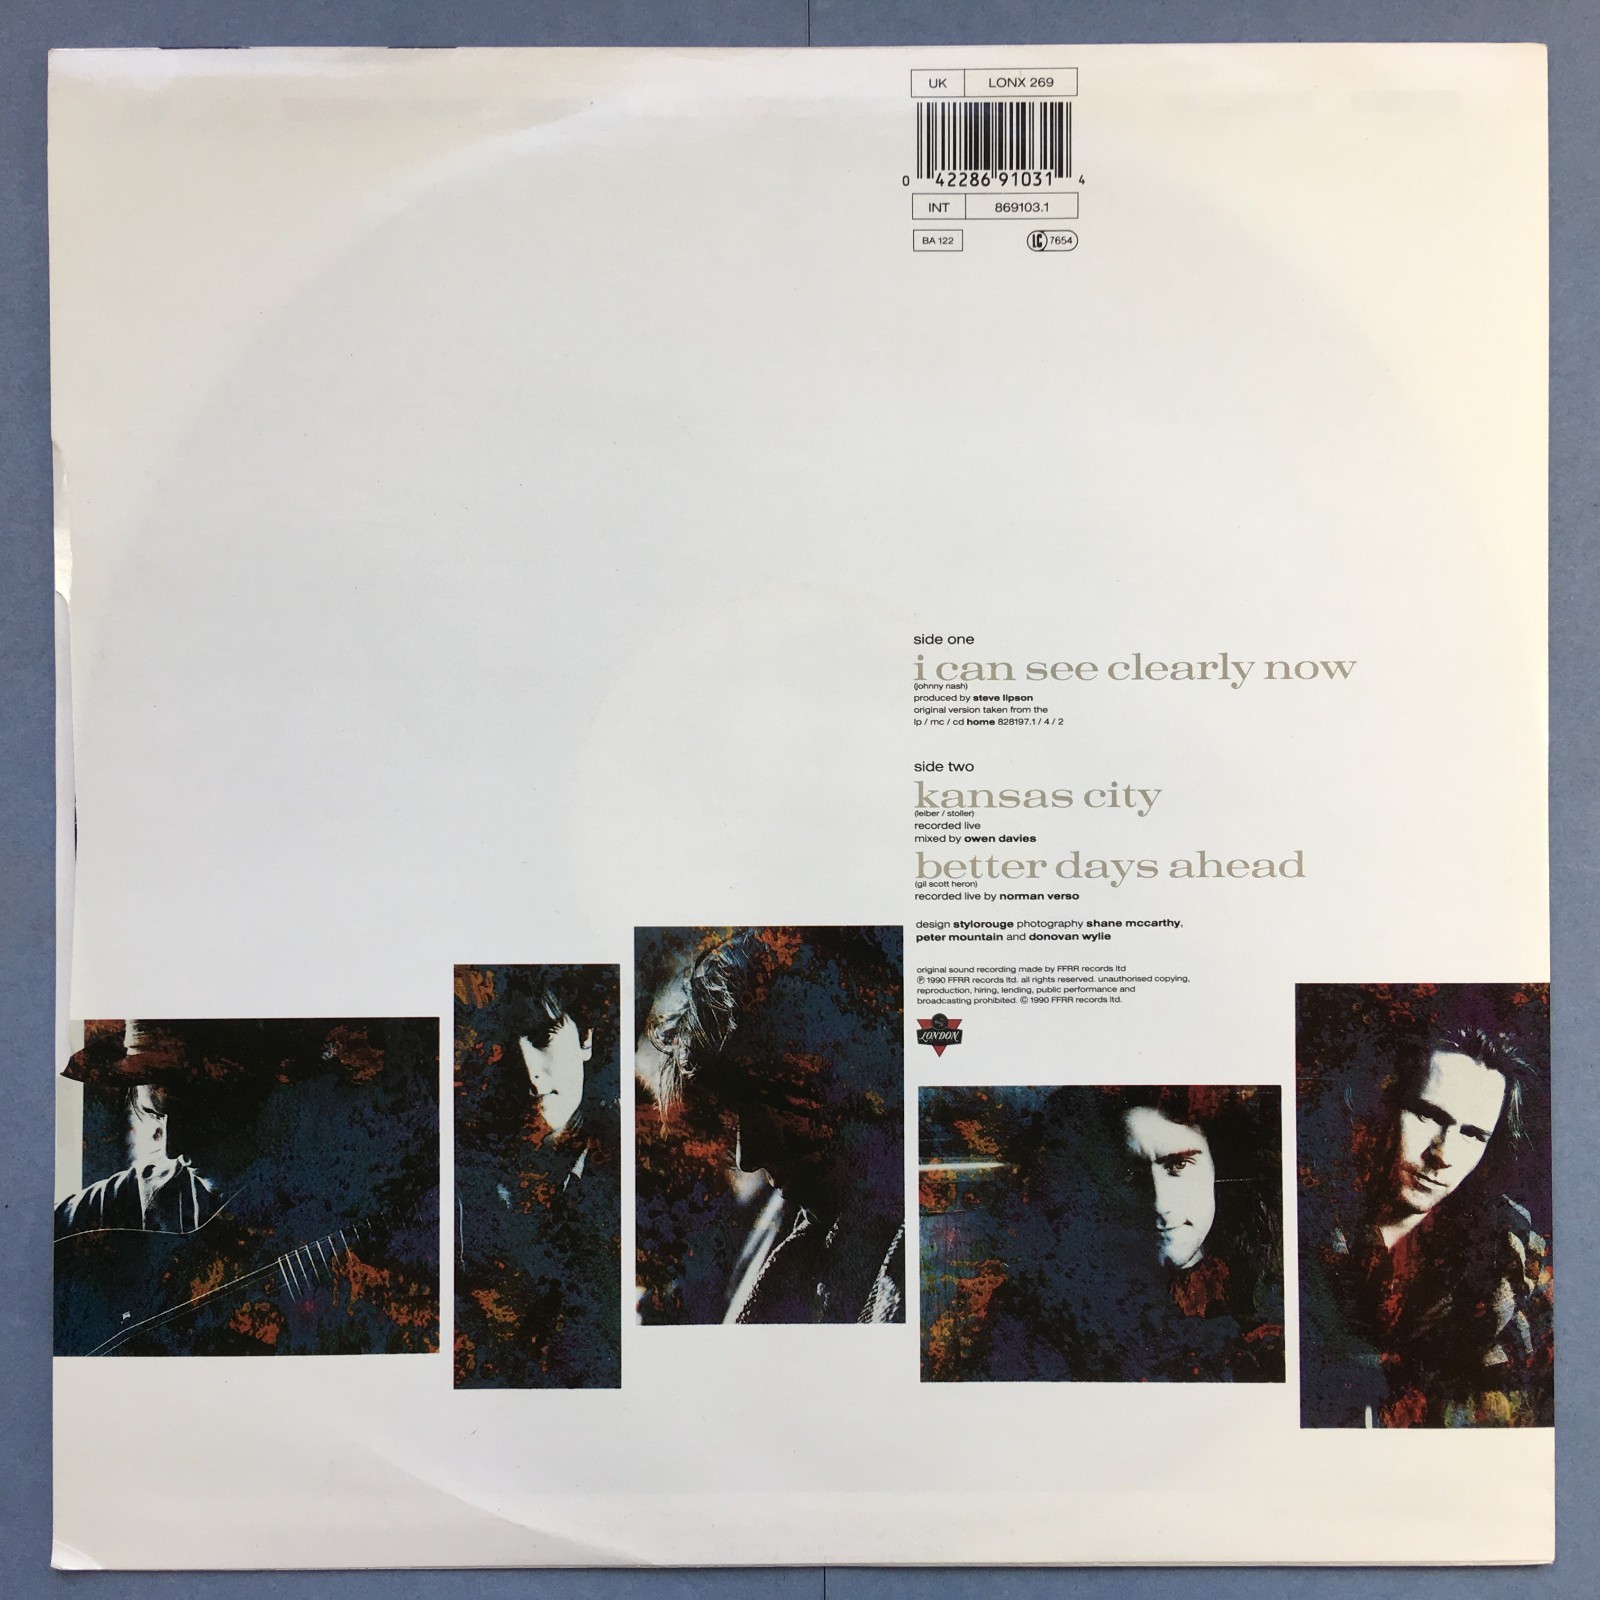 UK LONX 269
0 42286 91031 4
INT 869103.1
BA 122 LC 7654
side one
i can see clearly now
(johnny nash)
produced by steve lipson
original version taken from the
lp / mc / cd home 828197.1 / 4 / 2
side two
kansas city
(leiber / stoller)
recorded live
mixed by owen davies
better days ahead
(gil scott heron)
recorded live by norman verso
design stylorouge photography shane mccarthy,
peter mountain and donovan wylie
original sound recording made by FFRR records ltd
℗ 1990 FFRR records ltd. all rights reserved. unauthorised copying,
reproduction, hiring, lending, public performance and
broadcasting prohibited. © 1990 FFRR records ltd.
LONDON